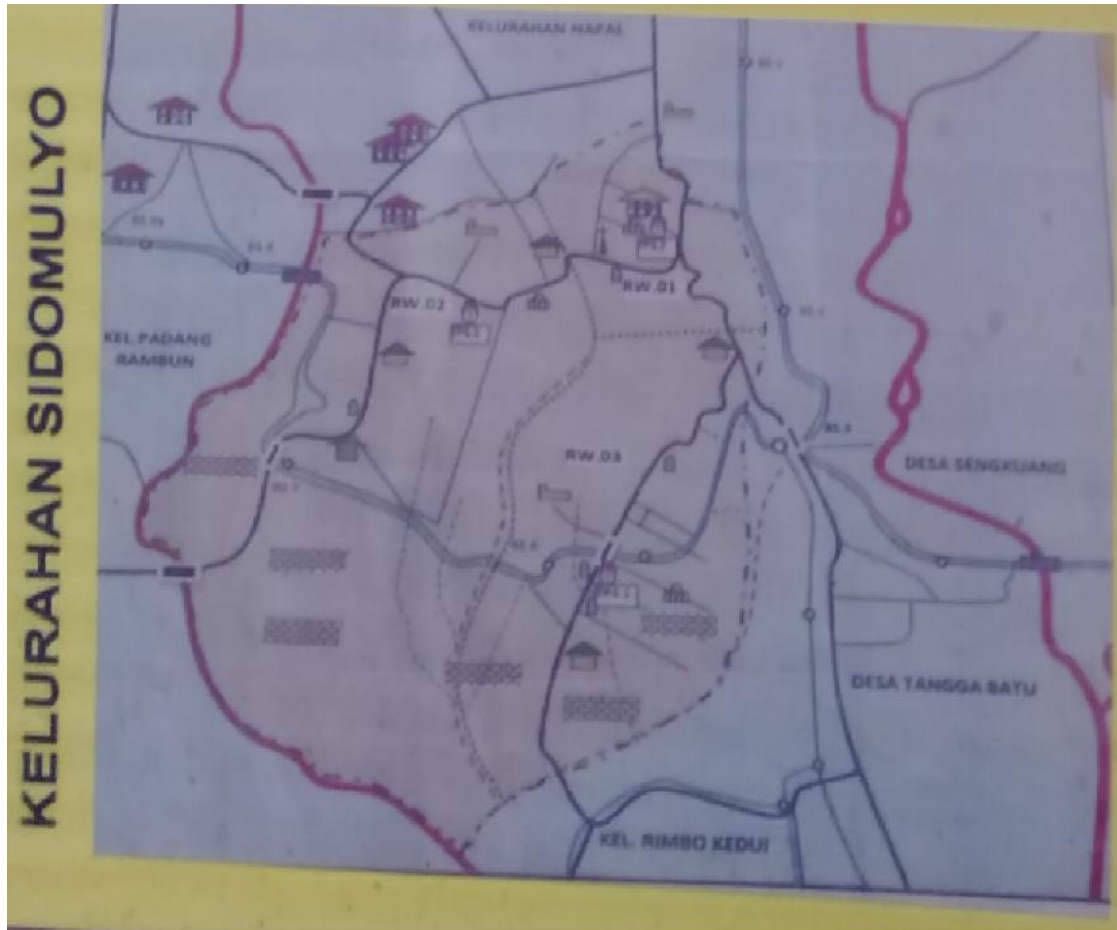 KELURAHAN SIDOMULYO
KELURAHAN NAPAL
RW.02
RW.01
KEL.PADANG
RAMBUN
RW.03
DESA SENGKUANG
DESA TANGGA BATU
KEL. RIMBO KEDUI